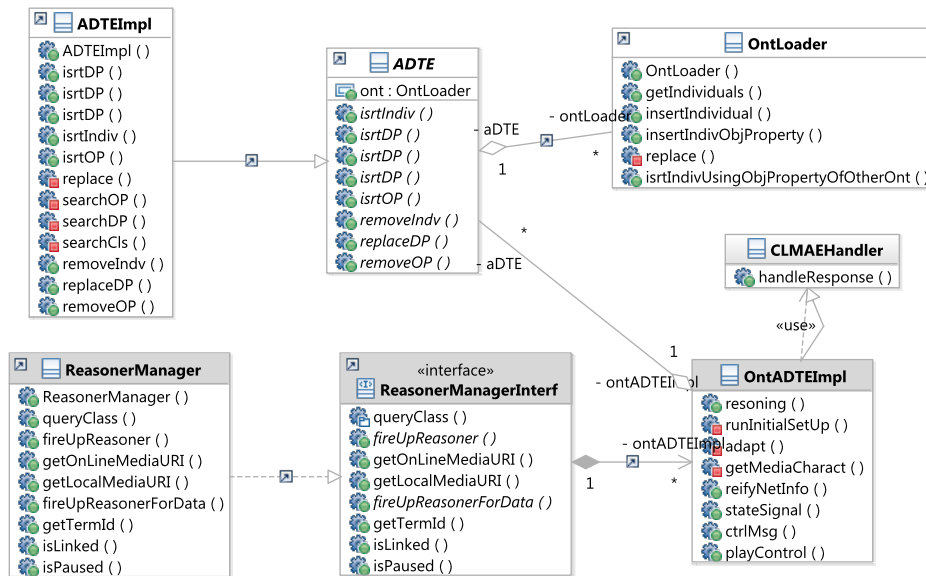 ADTEImpl
ADTEImpl ( )
isrtDP ( )
isrtDP ( )
isrtDP ( )
isrtIndiv ( )
isrtOP ( )
replace ( )
searchOP ( )
searchDP ( )
searchCls ( )
removeIndv ( )
replaceDP ( )
removeOP ( )
ADTE
ont : OntLoader
isrtIndiv ( )
isrtDP ( )
isrtDP ( )
isrtDP ( )
isrtOP ( )
removeIndv ( )
replaceDP ( )
removeOP ( )
- aDTE
1
- ontLoader
*
OntLoader
OntLoader ( )
getIndividuals ( )
insertIndividual ( )
insertIndivObjProperty ( )
replace ( )
isrtIndivUsingObjPropertyOfOtherOnt ( )
*
- aDTE
CLMAEHandler
handleResponse ( )
«use»
1
- ontADTEImpl
ReasonerManager
ReasonerManager ( )
queryClass ( )
fireUpReasoner ( )
getOnLineMediaURI ( )
getLocalMediaURI ( )
fireUpReasonerForData ( )
getTermId ( )
isLinked ( )
isPaused ( )
«interface»
ReasonerManagerInterf
queryClass ( )
fireUpReasoner ( )
getOnLineMediaURI ( )
getLocalMediaURI ( )
fireUpReasonerForData ( )
getTermId ( )
isLinked ( )
isPaused ( )
- ontADTEImpl
1
*
OntADTEImpl
resoning ( )
runInitialSetUp ( )
adapt ( )
getMediaCharact ( )
reifyNetInfo ( )
stateSignal ( )
ctrlMsg ( )
playControl ( )